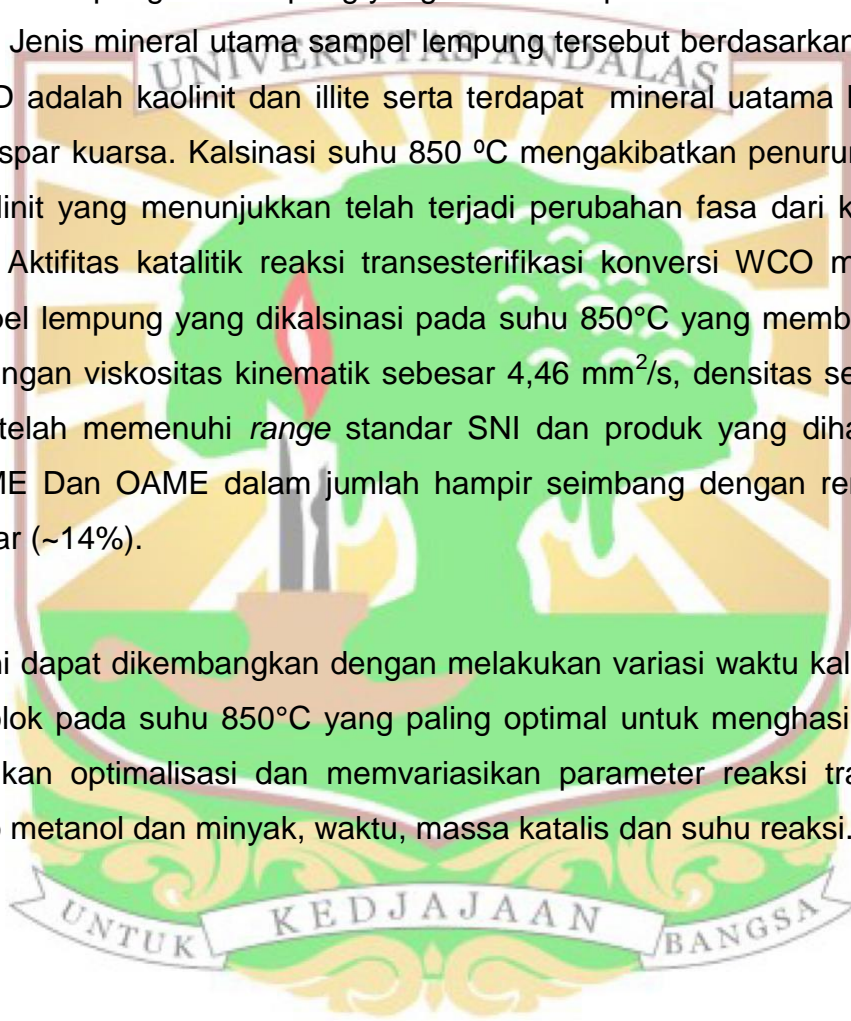 Jenis mineral utama sampel lempung tersebut berdasarkan
UNIVERSITAS ANDALAS
D adalah kaolinit dan illite serta terdapat mineral uatama
spar kuarsa. Kalsinasi suhu 850 ºC mengakibatkan penuru
linit yang menunjukkan telah terjadi perubahan fasa dari k
Aktifitas katalitik reaksi transesterifikasi konversi WCO m
pel lempung yang dikalsinasi pada suhu 850°C yang memb
ngan viskositas kinematik sebesar 4,46 mm²/s, densitas se
telah memenuhi range standar SNI dan produk yang diha
ME Dan OAME dalam jumlah hampir seimbang dengan re
ar (~14%).
ni dapat dikembangkan dengan melakukan variasi waktu kal
lok pada suhu 850°C yang paling optimal untuk menghasi
kan optimalisasi dan memvariasikan parameter reaksi tra
o metanol dan minyak, waktu, massa katalis dan suhu reaksi.
UNTUK KEDJAJAAN BANGSA